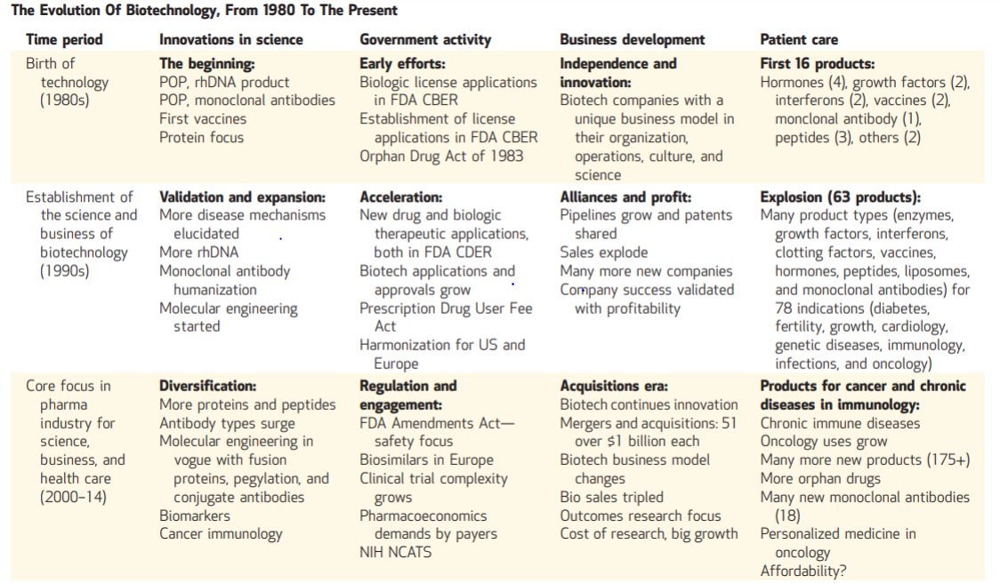 The Evolution Of Biotechnology, From 1980 To The Present
Time period Innovations in science Government activity Business development Patient care
Birth of
technology
(1980s)
The beginning:
POP, rhDNA product
POP, monoclonal antibodies
First vaccines
Protein focus
Early efforts:
Biologic license applications
in FDA CBER
Establishment of license
applications in FDA CBER
Orphan Drug Act of 1983
Independence and
innovation:
Biotech companies with a
unique business model in
their organization,
operations, culture, and
science
First 16 products:
Hormones (4), growth factors (2),
interferons (2), vaccines (2),
monclonal antibody (1),
peptides (3), others (2)
Establishment of
the science and
business of
biotechnology
(1990s)
Validation and expansion:
More disease mechanisms
elucidated
More rhDNA
Monoclonal antibody
humanization
Molecular engineering
started
Acceleration:
New drug and biologic
therapeutic applications,
both in FDA CDER
Biotech applications and
approvals grow
Prescription Drug User Fee
Act
Harmonization for US and
Europe
Alliances and profit:
Pipelines grow and patents
shared
Sales explode
Many more new companies
Company success validated
with profitability
Explosion (63 products):
Many product types (enzymes,
growth factors, interferons,
clotting factors, vaccines,
hormones, peptides, liposomes,
and monoclonal antibodies) for
78 indications (diabetes,
fertility, growth, cardiology,
genetic diseases, immunology,
infections, and oncology)
Core focus in
pharma
industry for
science,
business, and
health care
(2000–14)
Diversification:
More proteins and peptides
Antibody types surge
Molecular engineering in
vogue with fusion
proteins, pegylation, and
conjugate antibodies
Biomarkers
Cancer immunology
Regulation and
engagement:
FDA Amendments Act—
safety focus
Biosimilars in Europe
Clinical trial complexity
grows
Pharmacoeconomics
demands by payers
NIH NCATS
Acquisitions era:
Biotech continues innovation
Mergers and acquisitions: 51
over $1 billion each
Biotech business model
changes
Bio sales tripled
Outcomes research focus
Cost of research, big growth
Products for cancer and chronic
diseases in immunology:
Chronic immune diseases
Oncology uses grow
Many more new products (175+)
More orphan drugs
Many new monoclonal antibodies
(18)
Personalized medicine in
oncology
Affordability?